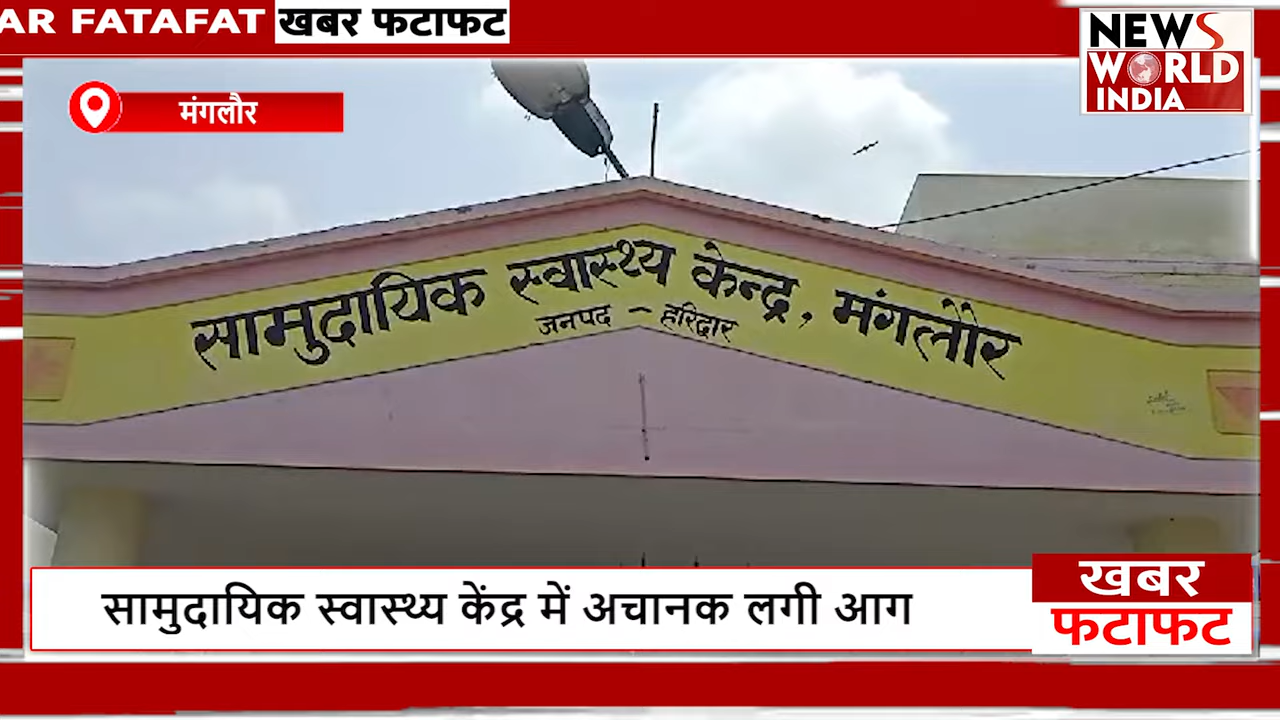 AR FATAFAT खबर फटाफट
NEWS
WORLD
INDIA
मंगलौर
सामुदायिक स्वास्थ्य केन्द्र, मंगलौर
जनपद - हरिद्वार
सामुदायिक स्वास्थ्य केंद्र में अचानक लगी आग
खबर
फटाफट